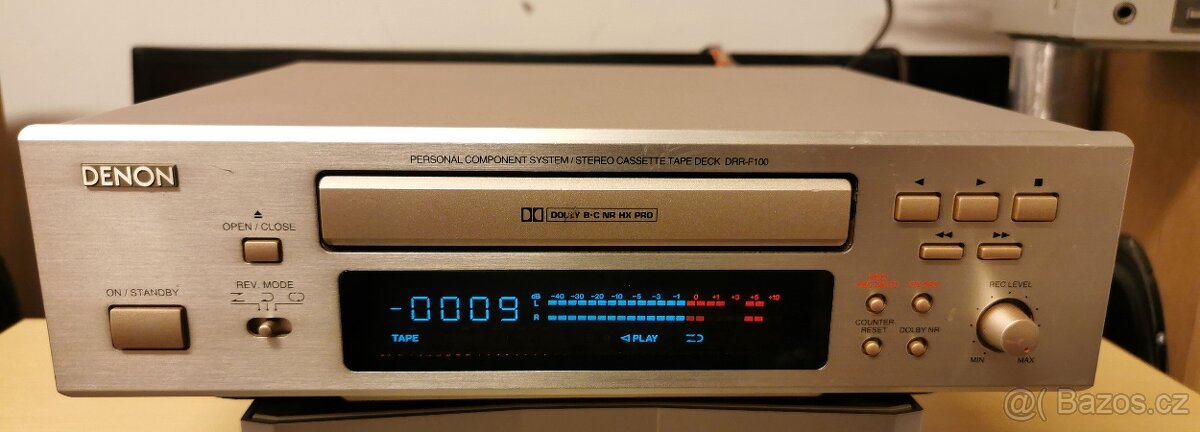 PERSONAL COMPONENT SYSTEM / STEREO CASSETTE TAPE DECK DRR-F100
DENON
DOLBY B·C NR HX PRO
OPEN / CLOSE
ON / STANDBY
REV. MODE
-0009
dB -40 -30 -20 -10 -5 -3 -1 0 +1 +3 +6 +10
L
R
TAPE
PLAY
REC LEVEL
COUNTER
RESET
DOLBY NR
MIN
MAX
@( Bazos.cz